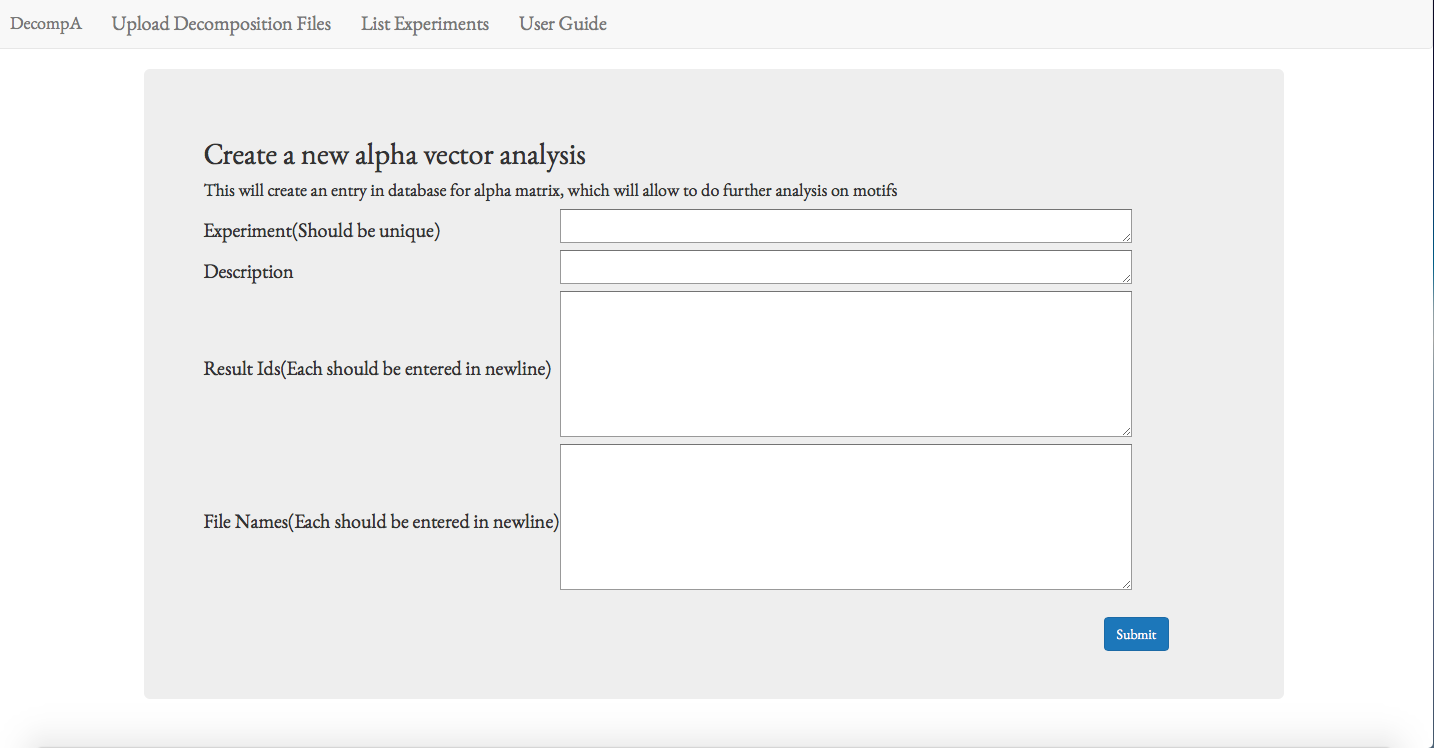 DecompA Upload Decomposition Files List Experiments User Guide
Create a new alpha vector analysis
This will create an entry in database for alpha matrix, which will allow to do further analysis on motifs
Experiment(Should be unique)
Description
Result Ids(Each should be entered in newline)
File Names(Each should be entered in newline)
Submit